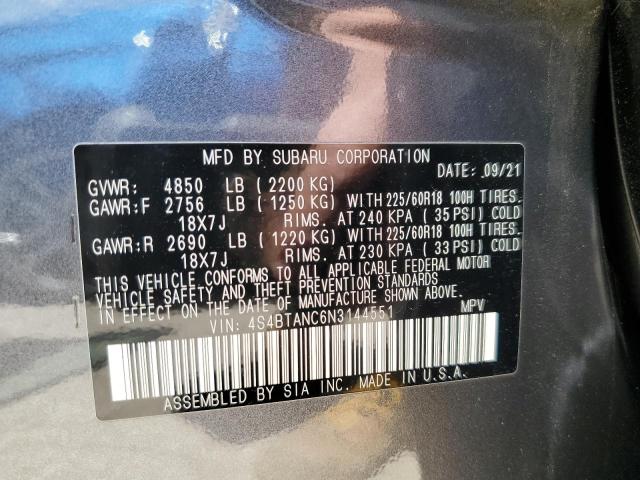 MFD BY SUBARU CORPORATION
DATE: 09/21
GVWR: 4850 LB ( 2200 KG)
GAWR:F 2756 LB ( 1250 KG) WITH 225/60R18 100H TIRES,
18X7J RIMS, AT 240 KPA ( 35 PSI) COLD
GAWR:R 2690 LB ( 1220 KG) WITH 225/60R18 100H TIRES,
18X7J RIMS, AT 230 KPA ( 33 PSI) COLD
THIS VEHICLE CONFORMS TO ALL APPLICABLE FEDERAL MOTOR
VEHICLE SAFETY AND THEFT PREVENTION STANDARDS
IN EFFECT ON THE DATE OF MANUFACTURE SHOWN ABOVE.
VIN: 4S4BTANC6N3144551 MPV
ASSEMBLED BY SIA INC. MADE IN U.S.A.